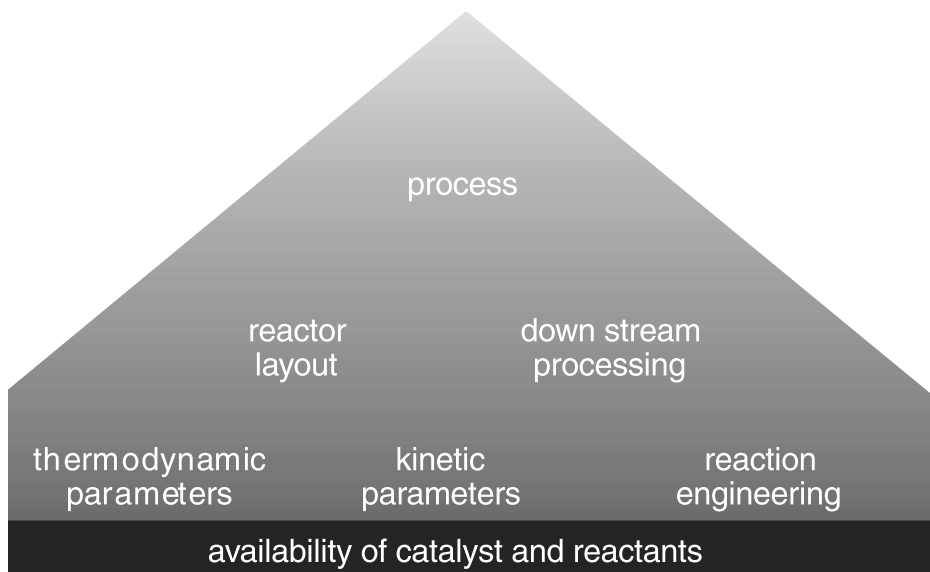 process
reactor
layout
down stream
processing
thermodynamic
parameters
kinetic
parameters
reaction
engineering
availability of catalyst and reactants